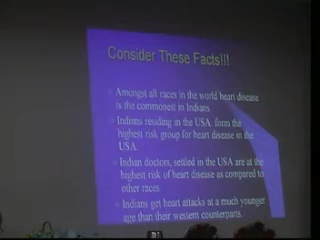 Consider These Facts!!!
Amongst all races in the world heart disease
is the commonest in Indians
Indians residing in the USA form the
highest risk group for heart disease in the
USA.
Indian doctors, settled in the USA are at the
highest risk of heart disease as compared to
other races.
Indians get heart attacks at a much younger
age than their western counterparts.